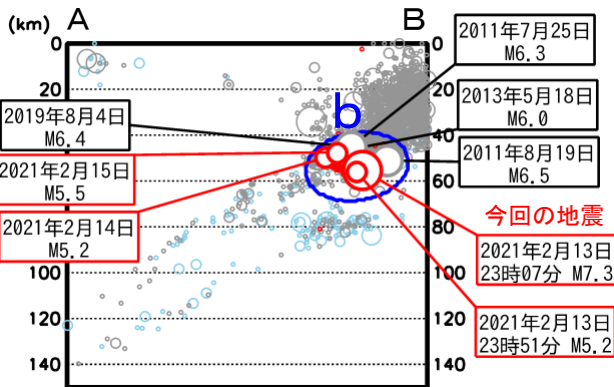 (km)
A
B
0
20
40
60
80
100
120
140
0
20
40
60
80
100
120
140
b
2011年7月25日
M6.3
2013年5月18日
M6.0
2019年8月4日
M6.4
2011年8月19日
M6.5
2021年2月15日
M5.5
2021年2月14日
M5.2
今回の地震
2021年2月13日
23時07分 M7.3
2021年2月13日
23時51分 M5.2